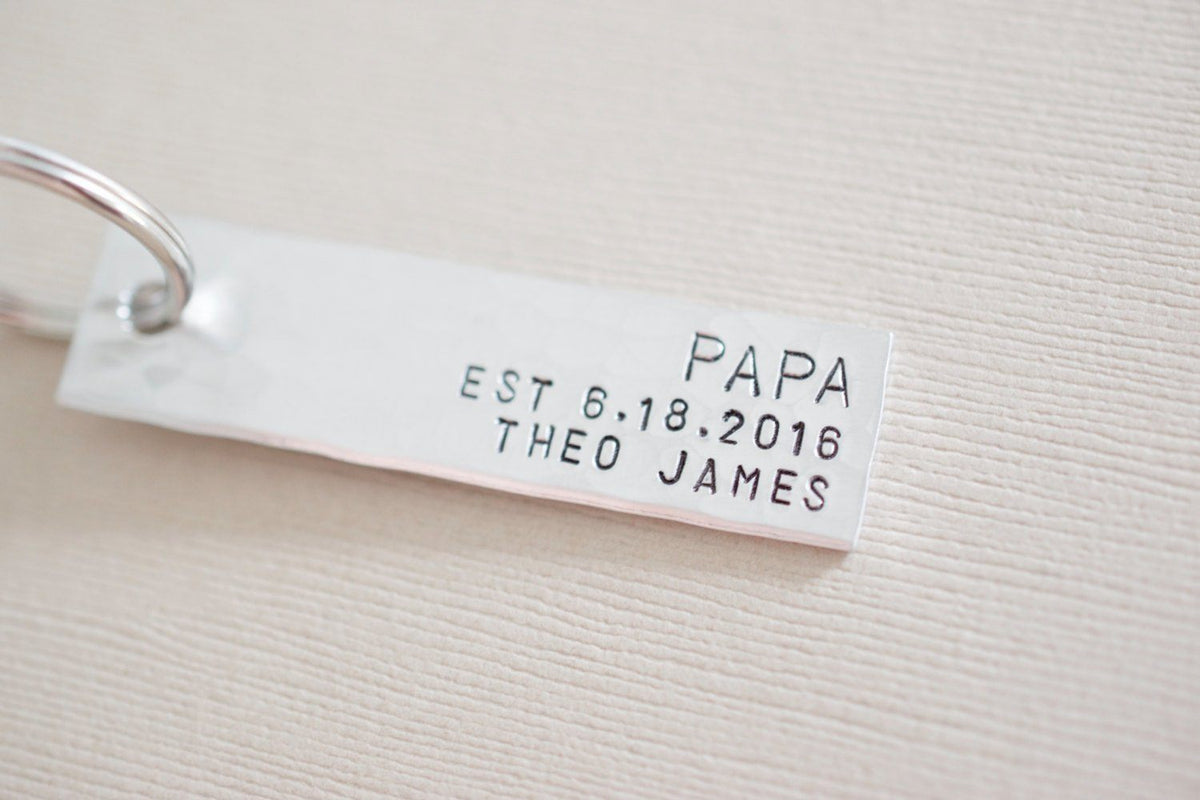 PAPA
EST 6.18.2016
THEO JAMES